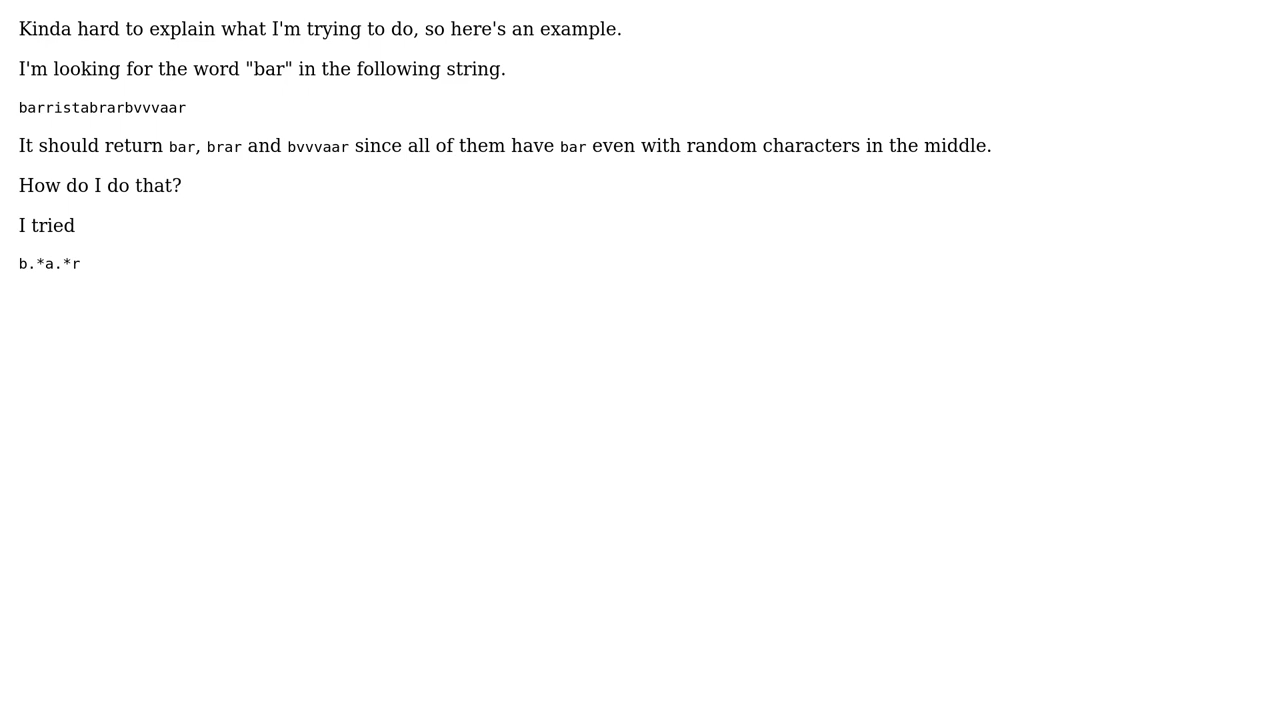 Kinda hard to explain what I'm trying to do, so here's an example.
I'm looking for the word "bar" in the following string.
barristabrarbvvvaar
It should return bar, brar and bvvvaar since all of them have bar even with random characters in the middle.
How do I do that?
I tried
b.*a.*r